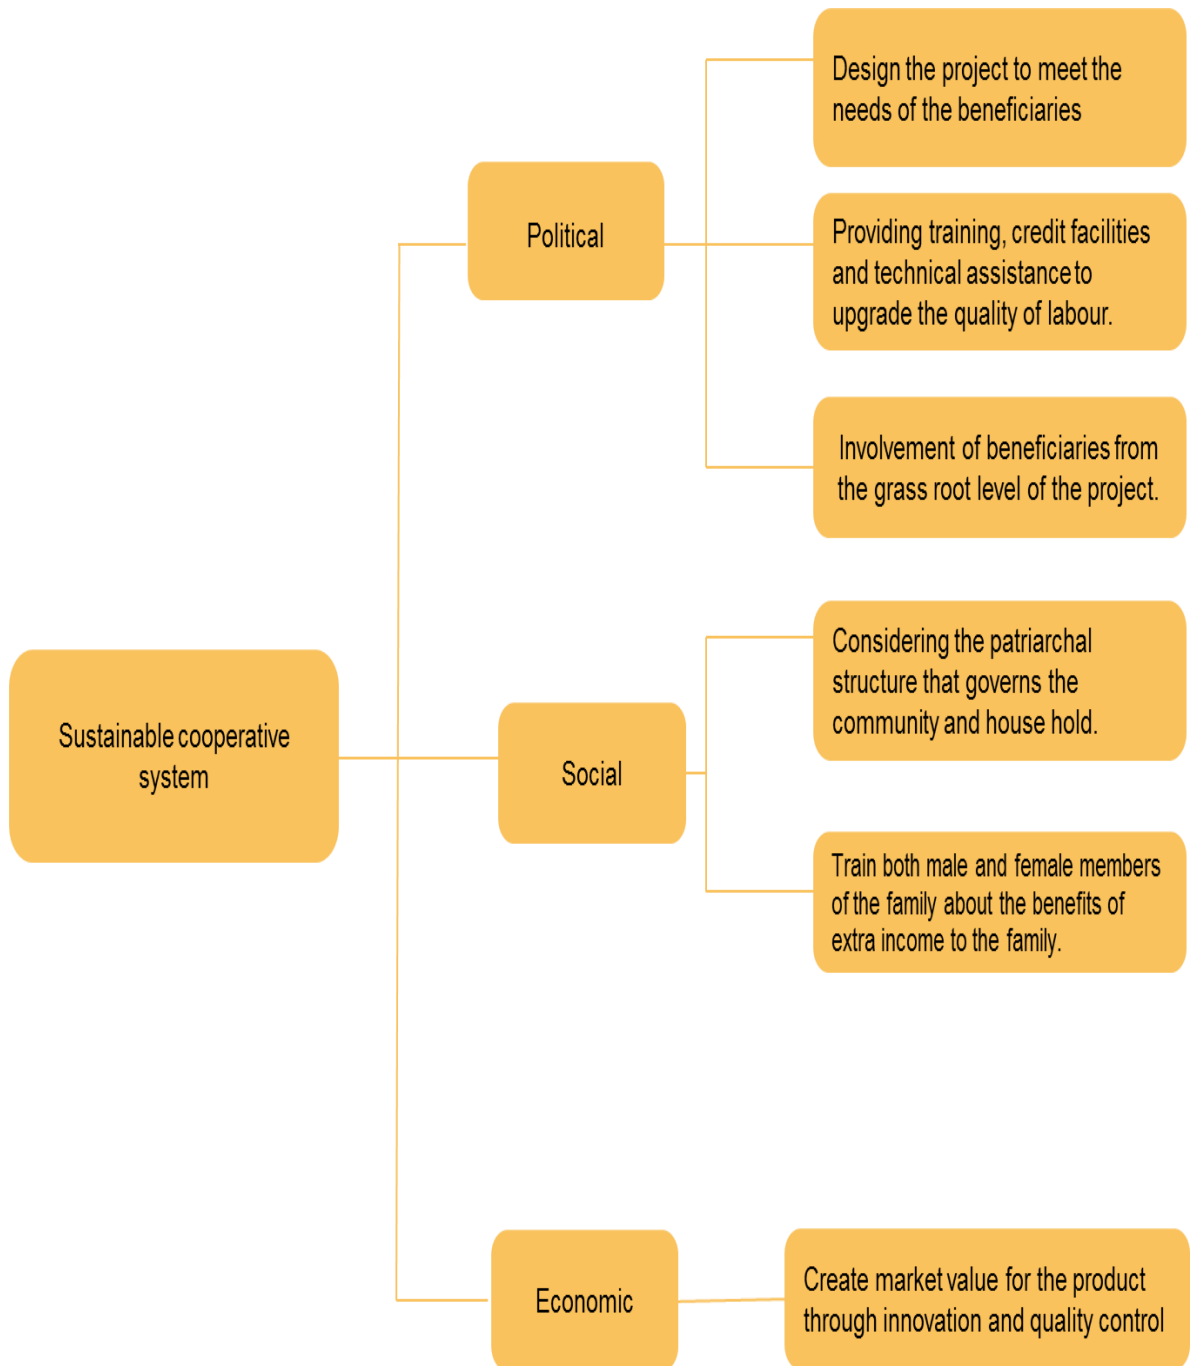 Design the project to meet the
needs of the beneficiaries
Political
Providing training, credit facilities
and technical assistance to
upgrade the quality of labour.
Involvement of beneficiaries from
the grass root level of the project.
Sustainable cooperative
system
Social
Considering the patriarchal
structure that governs the
community and house hold.
Train both male and female members
of the family about the benefits of
extra income to the family.
Economic
Create market value for the product
through innovation and quality control